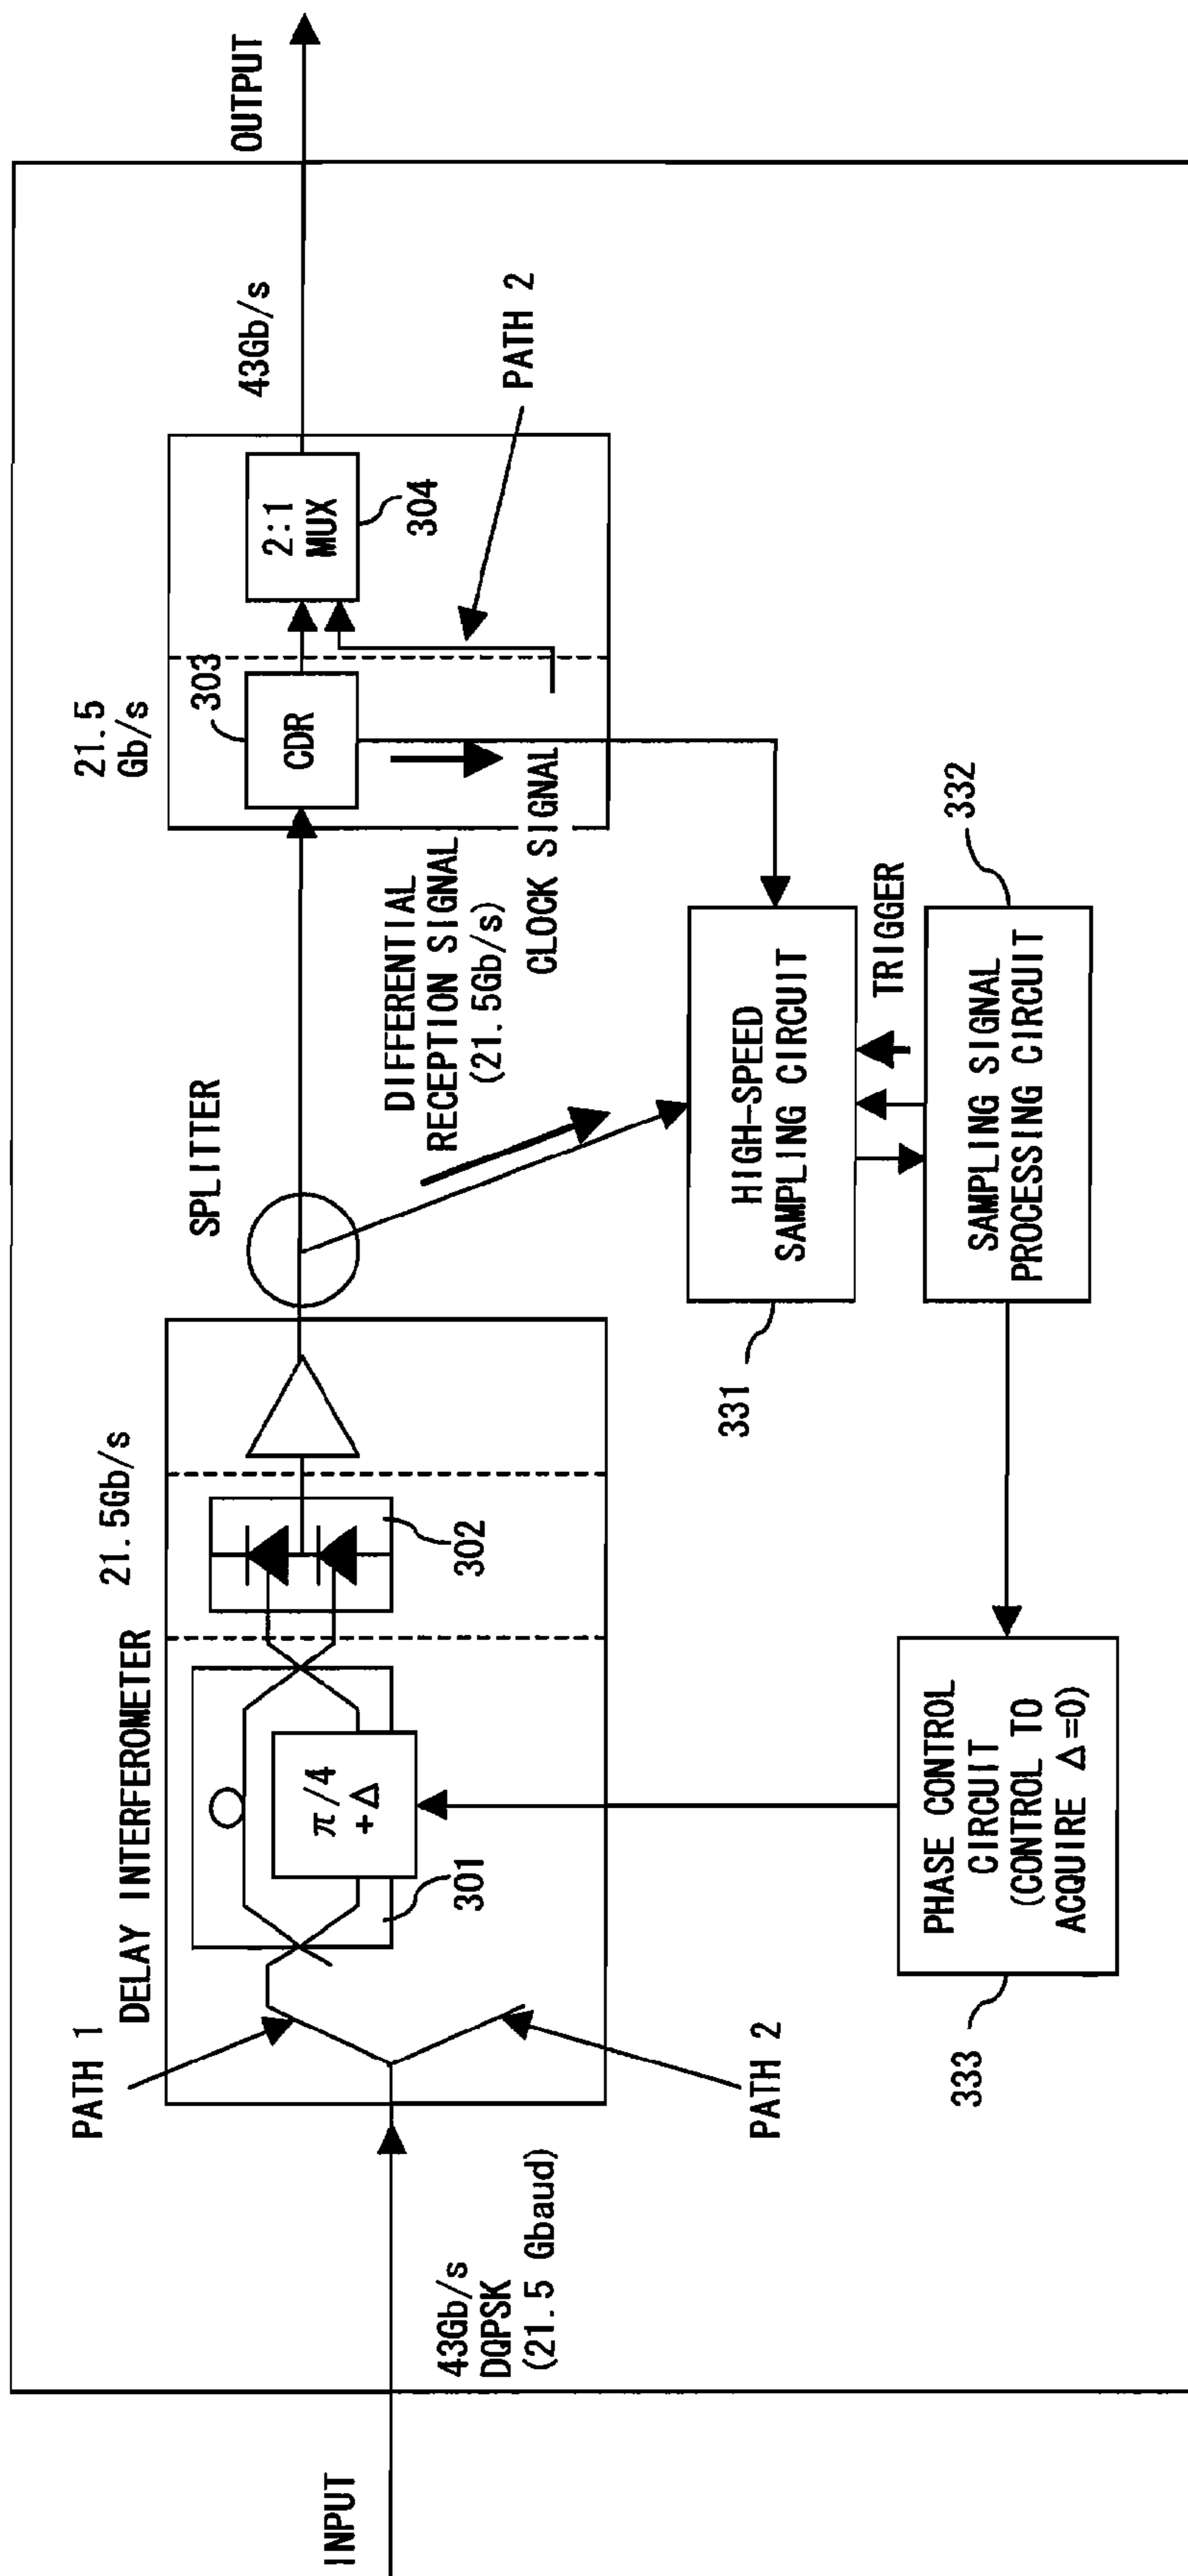 INPUT
43Gb/s
DQPSK
(21.5 Gbaud)
PATH 1
PATH 2
DELAY INTERFEROMETER
π/4
+Δ
301
21.5Gb/s
302
SPLITTER
DIFFERENTIAL
RECEPTION SIGNAL
(21.5Gb/s)
CLOCK SIGNAL
21.5
Gb/s
303
CDR
2:1
MUX
304
PATH 2
43Gb/s
OUTPUT
HIGH-SPEED
SAMPLING CIRCUIT
331
TRIGGER
332
SAMPLING SIGNAL
PROCESSING CIRCUIT
PHASE CONTROL
CIRCUIT
(CONTROL TO
ACQUIRE Δ=0)
333